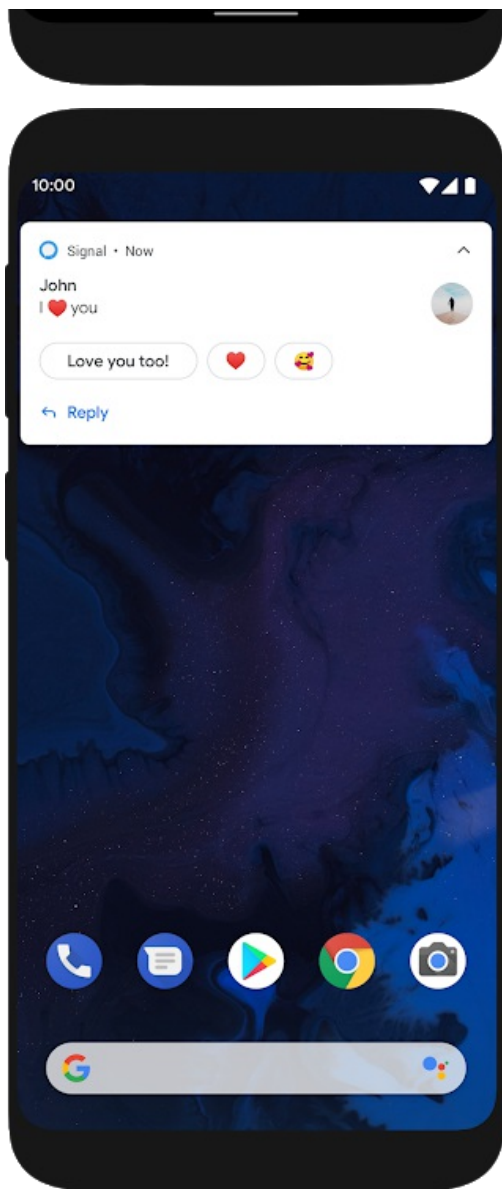 10:00
Signal • Now
John
I ❤️ you
Love you too!
❤️
🥰
Reply
G